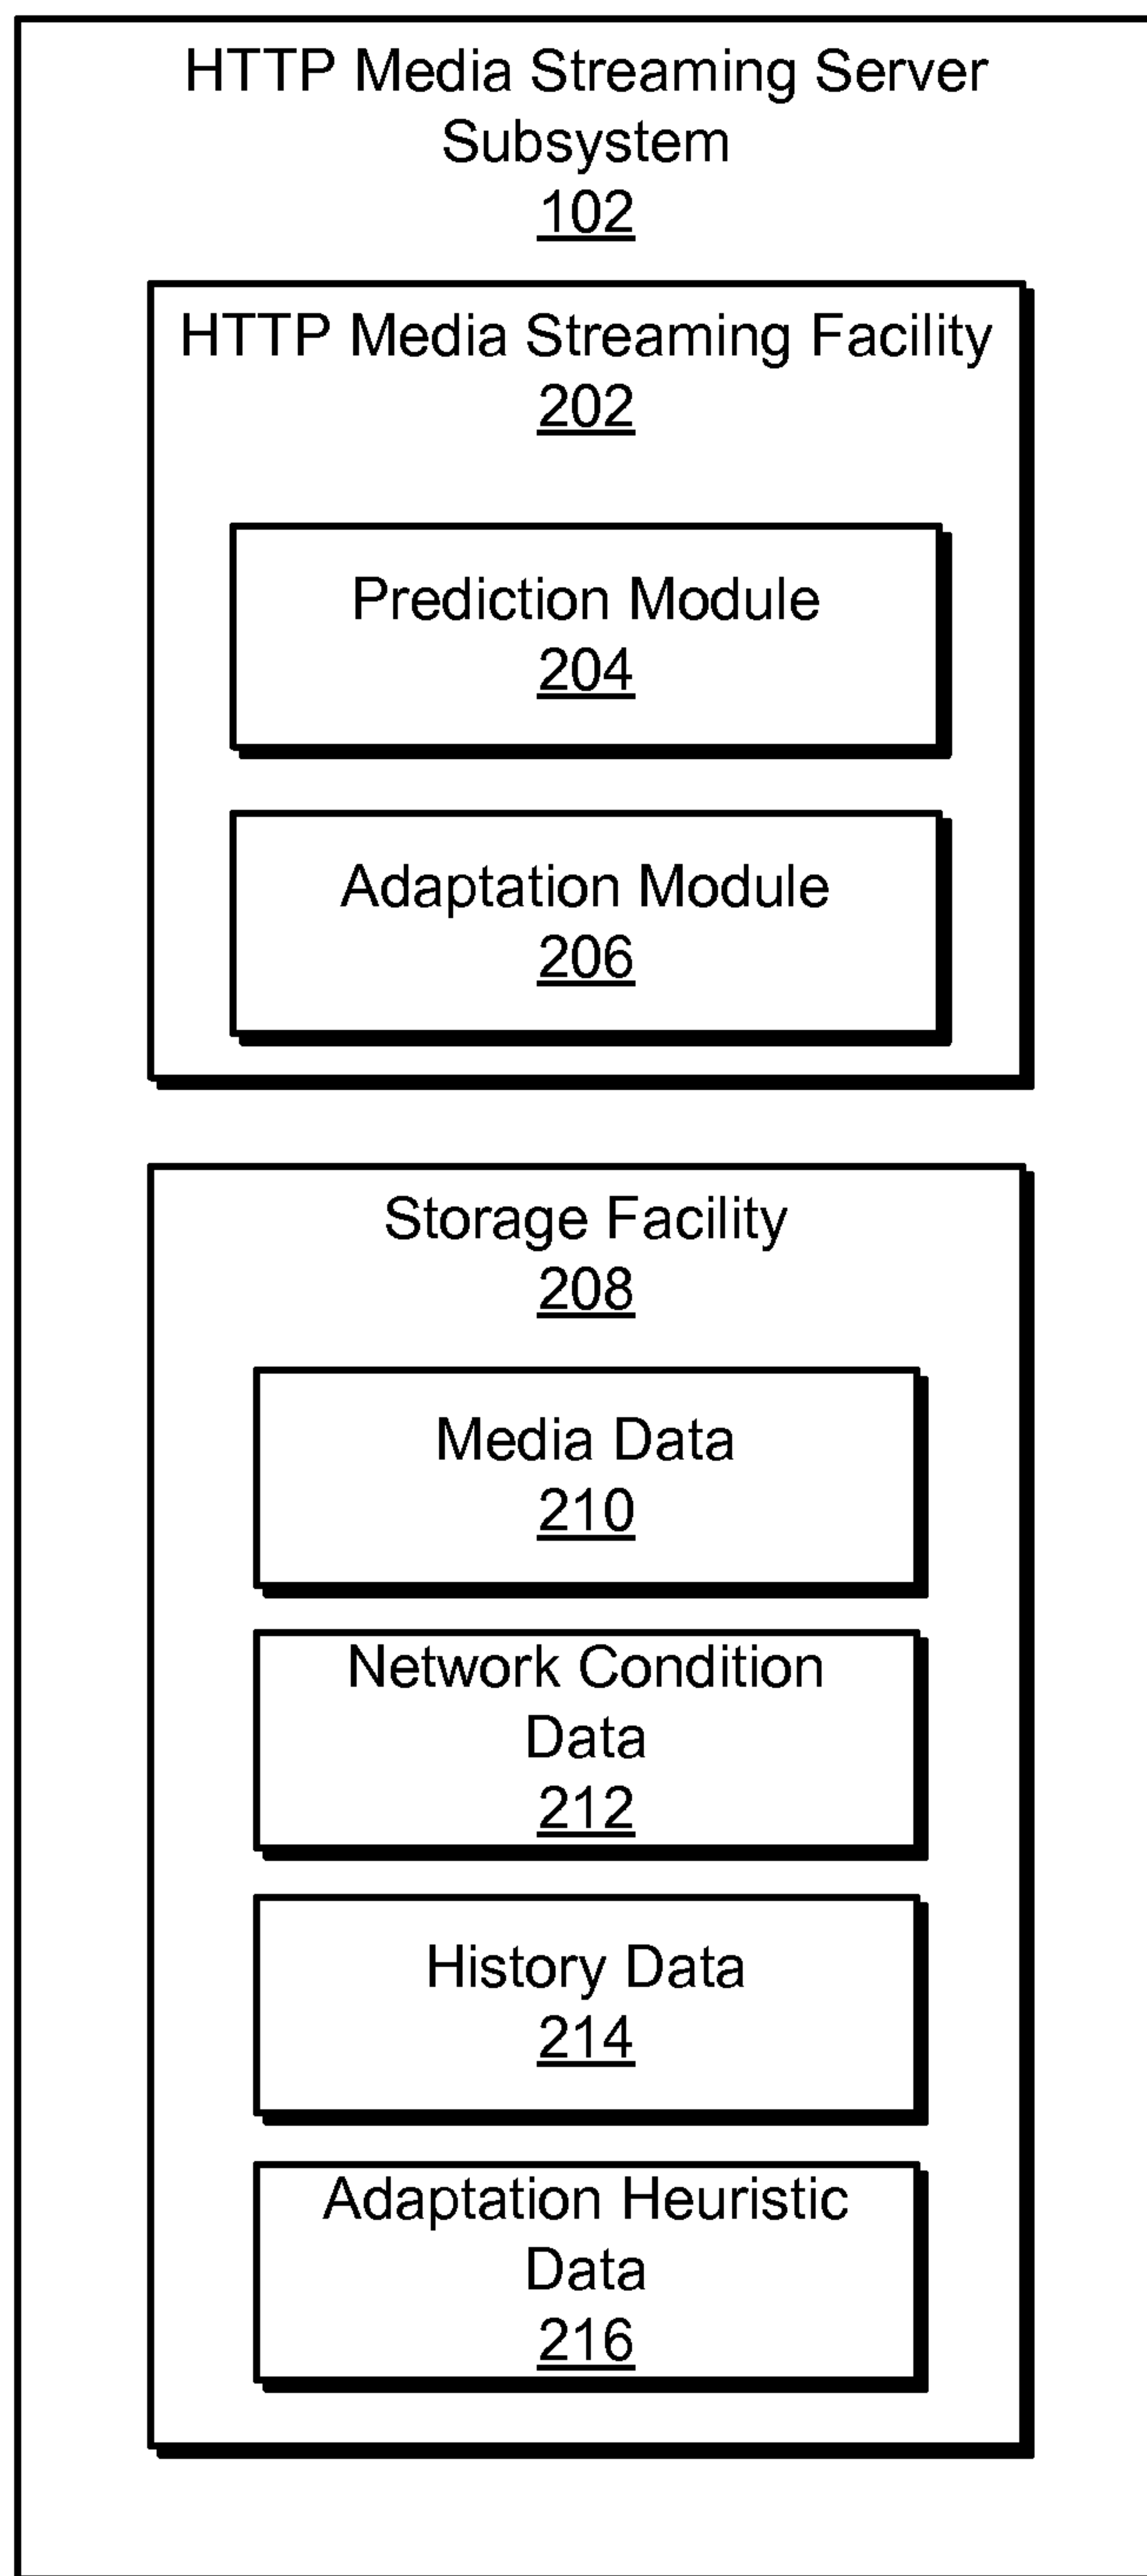 HTTP Media Streaming Server
Subsystem
102
HTTP Media Streaming Facility
202
Prediction Module
204
Adaptation Module
206
Storage Facility
208
Media Data
210
Network Condition
Data
212
History Data
214
Adaptation Heuristic
Data
216